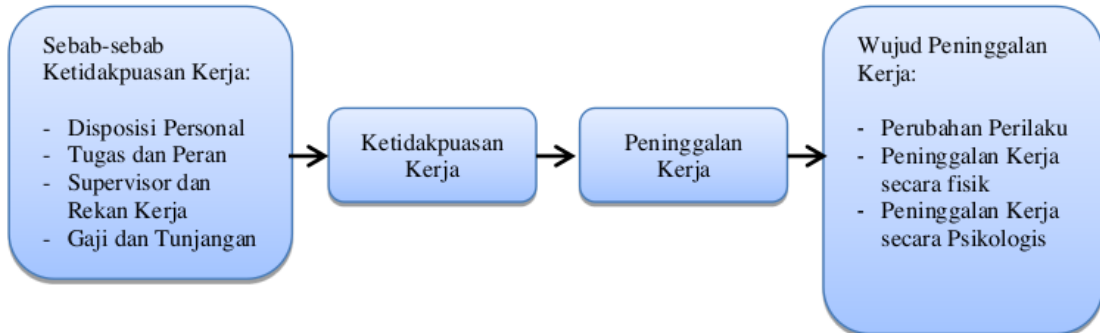 Sebab-sebab
Ketidakpuasan Kerja:
- Disposisi Personal
- Tugas dan Peran
- Supervisor dan
Rekan Kerja
- Gaji dan Tunjangan
Ketidakpuasan
Kerja
Peninggalan
Kerja
Wujud Peninggalan
Kerja:
- Perubahan Perilaku
- Peninggalan Kerja
secara fisik
- Peninggalan Kerja
secara Psikologis